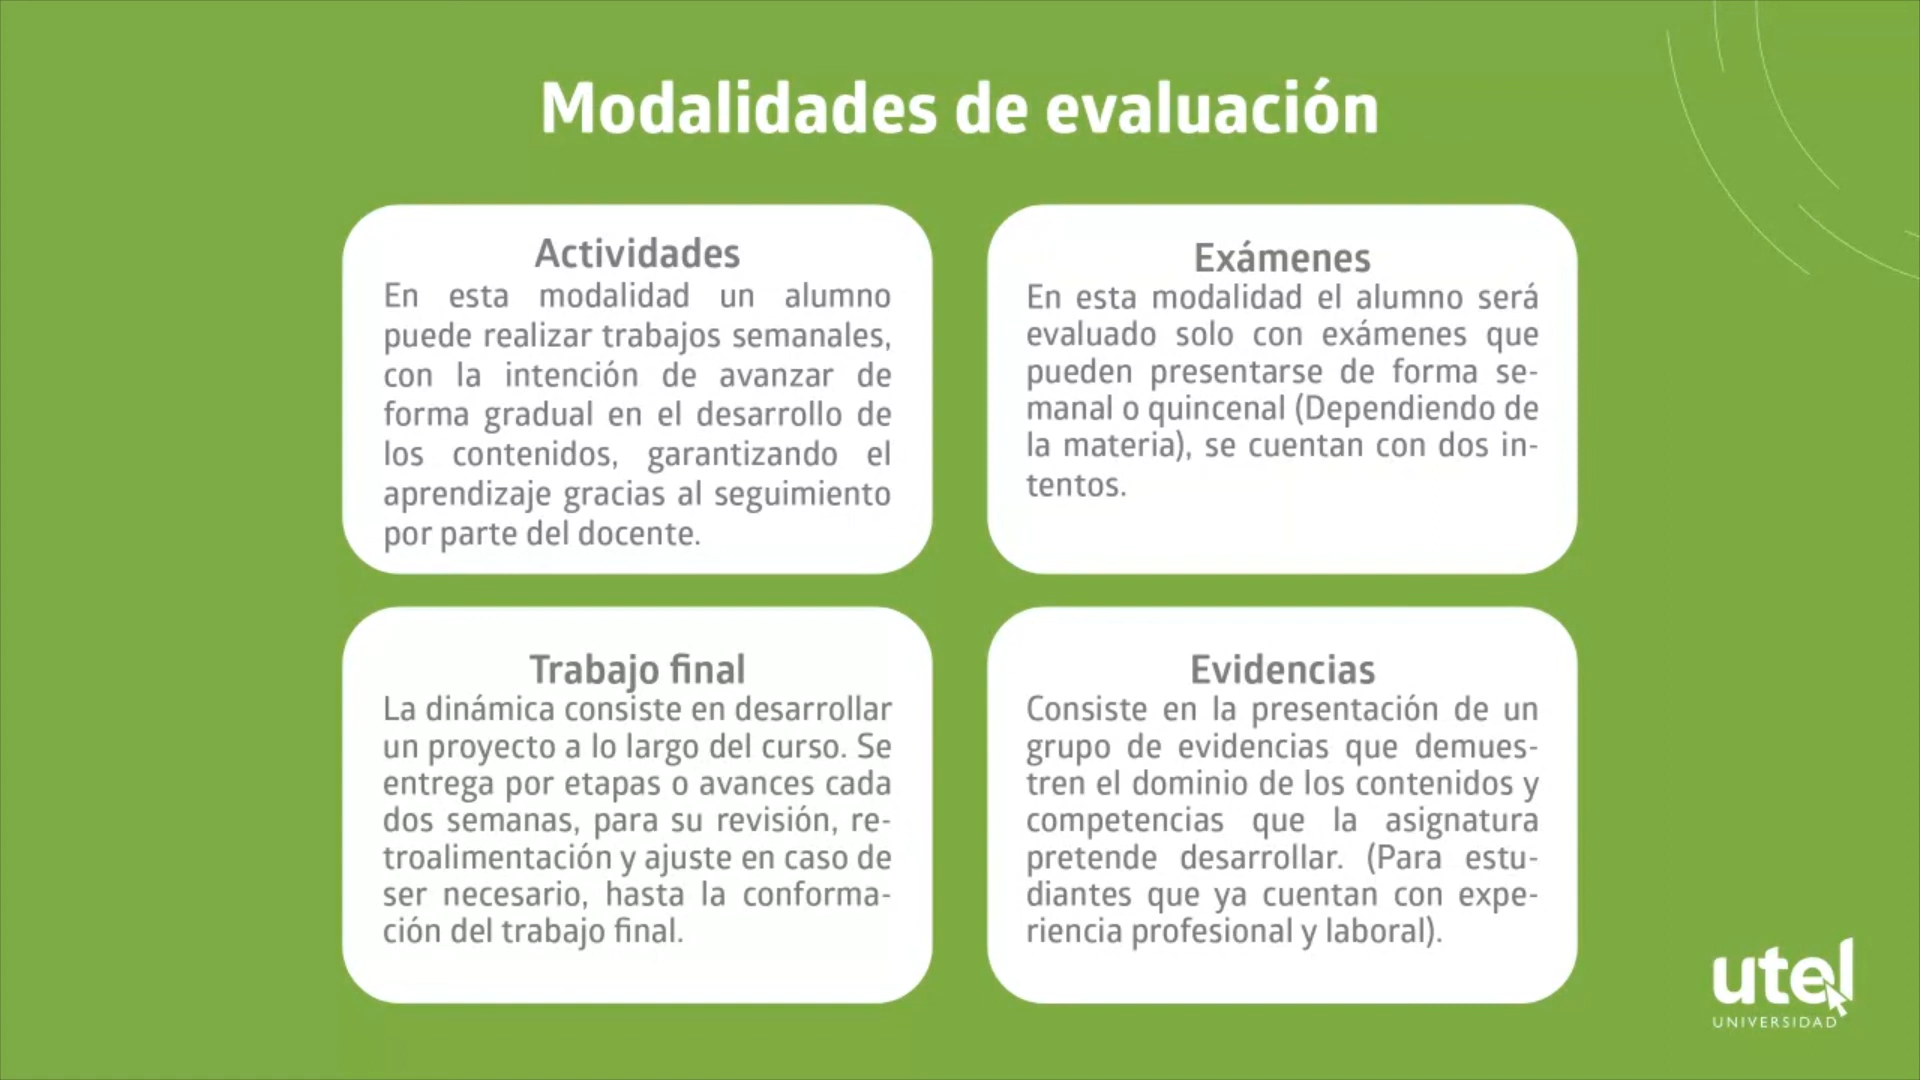 Modalidades de evaluación
Actividades
En esta modalidad un alumno
puede realizar trabajos semanales,
con la intención de avanzar de
forma gradual en el desarrollo de
los contenidos, garantizando el
aprendizaje gracias al seguimiento
por parte del docente.
Exámenes
En esta modalidad el alumno será
evaluado solo con exámenes que
pueden presentarse de forma se-
manal o quincenal (Dependiendo de
la materia), se cuentan con dos in-
tentos.
Trabajo final
La dinámica consiste en desarrollar
un proyecto a lo largo del curso. Se
entrega por etapas o avances cada
dos semanas, para su revisión, re-
troalimentación y ajuste en caso de
ser necesario, hasta la conforma-
ción del trabajo final.
Evidencias
Consiste en la presentación de un
grupo de evidencias que demues-
tren el dominio de los contenidos y
competencias que la asignatura
pretende desarrollar. (Para estu-
diantes que ya cuentan con expe-
riencia profesional y laboral).
utel
UNIVERSIDAD